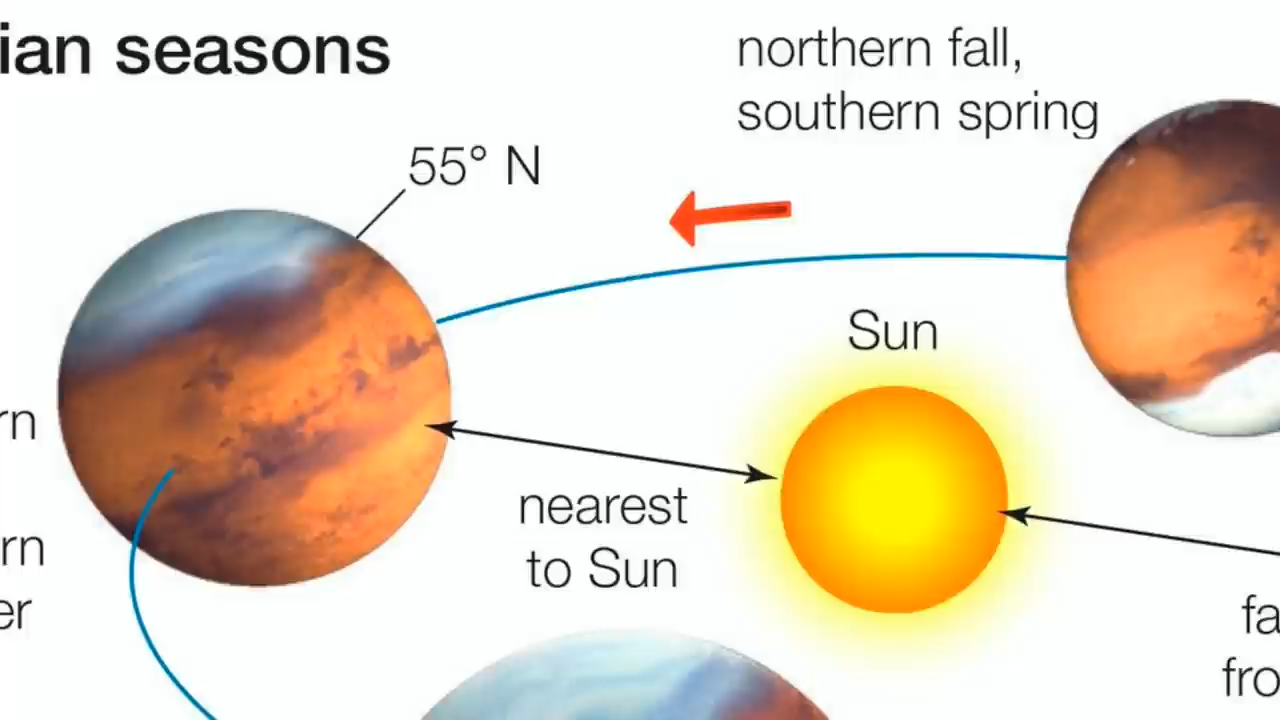 ian seasons
northern fall,
southern spring
55° N
Sun
rn
nearest
to Sun
rn
er
fa
fro